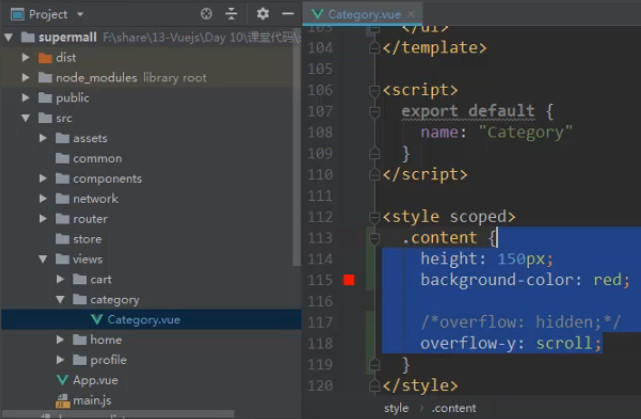 Project
supermall F:\share\13-Vuejs\Day 10\课堂代码\s
dist
node_modules library root
public
src
assets
common
components
network
router
store
views
cart
category
Category.vue
home
profile
App.vue
main.js
Category.vue
103 </ul>
104 </template>
105
106 <script>
107 export default {
108 name: "Category"
109 }
110 </script>
111
112 <style scoped>
113 .content {
114 height: 150px;
115 background-color: red;
116
117 /*overflow: hidden;*/
118 overflow-y: scroll;
119 }
120 </style>
style › .content